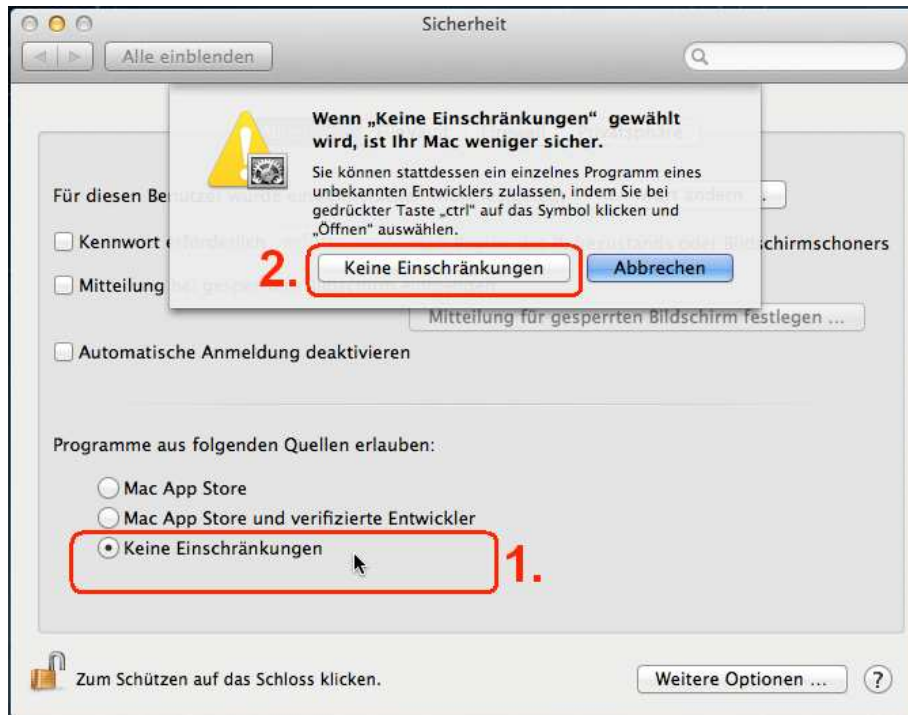 Sicherheit
Alle einblenden
Wenn „Keine Einschränkungen“ gewählt
wird, ist Ihr Mac weniger sicher.
Sie können stattdessen ein einzelnes Programm eines
unbekannten Entwicklers zulassen, indem Sie bei
gedrückter Taste „ctrl“ auf das Symbol klicken und
„Öffnen“ auswählen.
2.
Keine Einschränkungen
Abbrechen
Für diesen
Kennwort
schirmschoners
Mitteilung
Mitteilung für gesperrten Bildschirm festlegen ...
Automatische Anmeldung deaktivieren
Programme aus folgenden Quellen erlauben:
Mac App Store
Mac App Store und verifizierte Entwickler
Keine Einschränkungen
1.
Zum Schützen auf das Schloss klicken.
Weitere Optionen ...
?